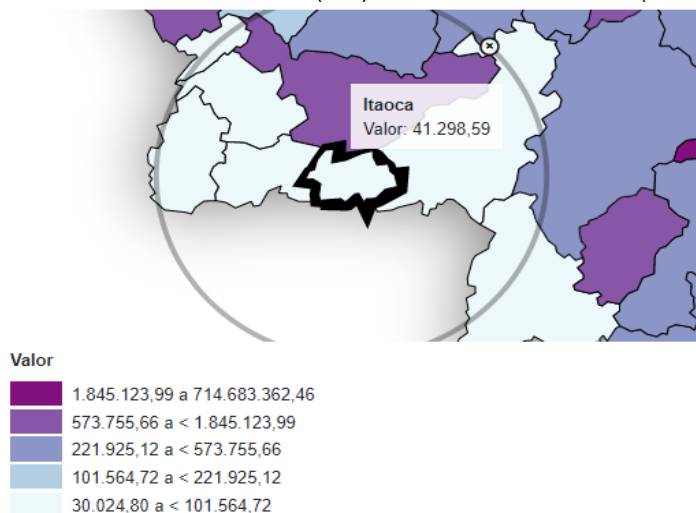 Itaoca
Valor: 41.298,59
Valor
1.845.123,99 a 714.683.362,46
573.755,66 a < 1.845.123,99
221.925,12 a < 573.755,66
101.564,72 a < 221.925,12
30.024,80 a < 101.564,72